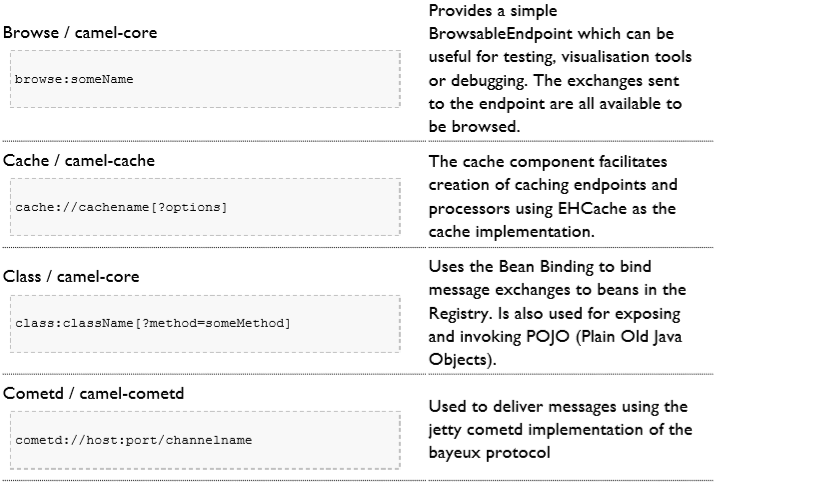 Browse / camel-core
browse:someName
Provides a simple
BrowsableEndpoint which can be
useful for testing, visualisation tools
or debugging. The exchanges sent
to the endpoint are all available to
be browsed.
Cache / camel-cache
cache://cachename[?options]
The cache component facilitates
creation of caching endpoints and
processors using EHCache as the
cache implementation.
Class / camel-core
class:className[?method=someMethod]
Uses the Bean Binding to bind
message exchanges to beans in the
Registry. Is also used for exposing
and invoking POJO (Plain Old Java
Objects).
Cometd / camel-cometd
cometd://host:port/channelname
Used to deliver messages using the
jetty cometd implementation of the
bayeux protocol